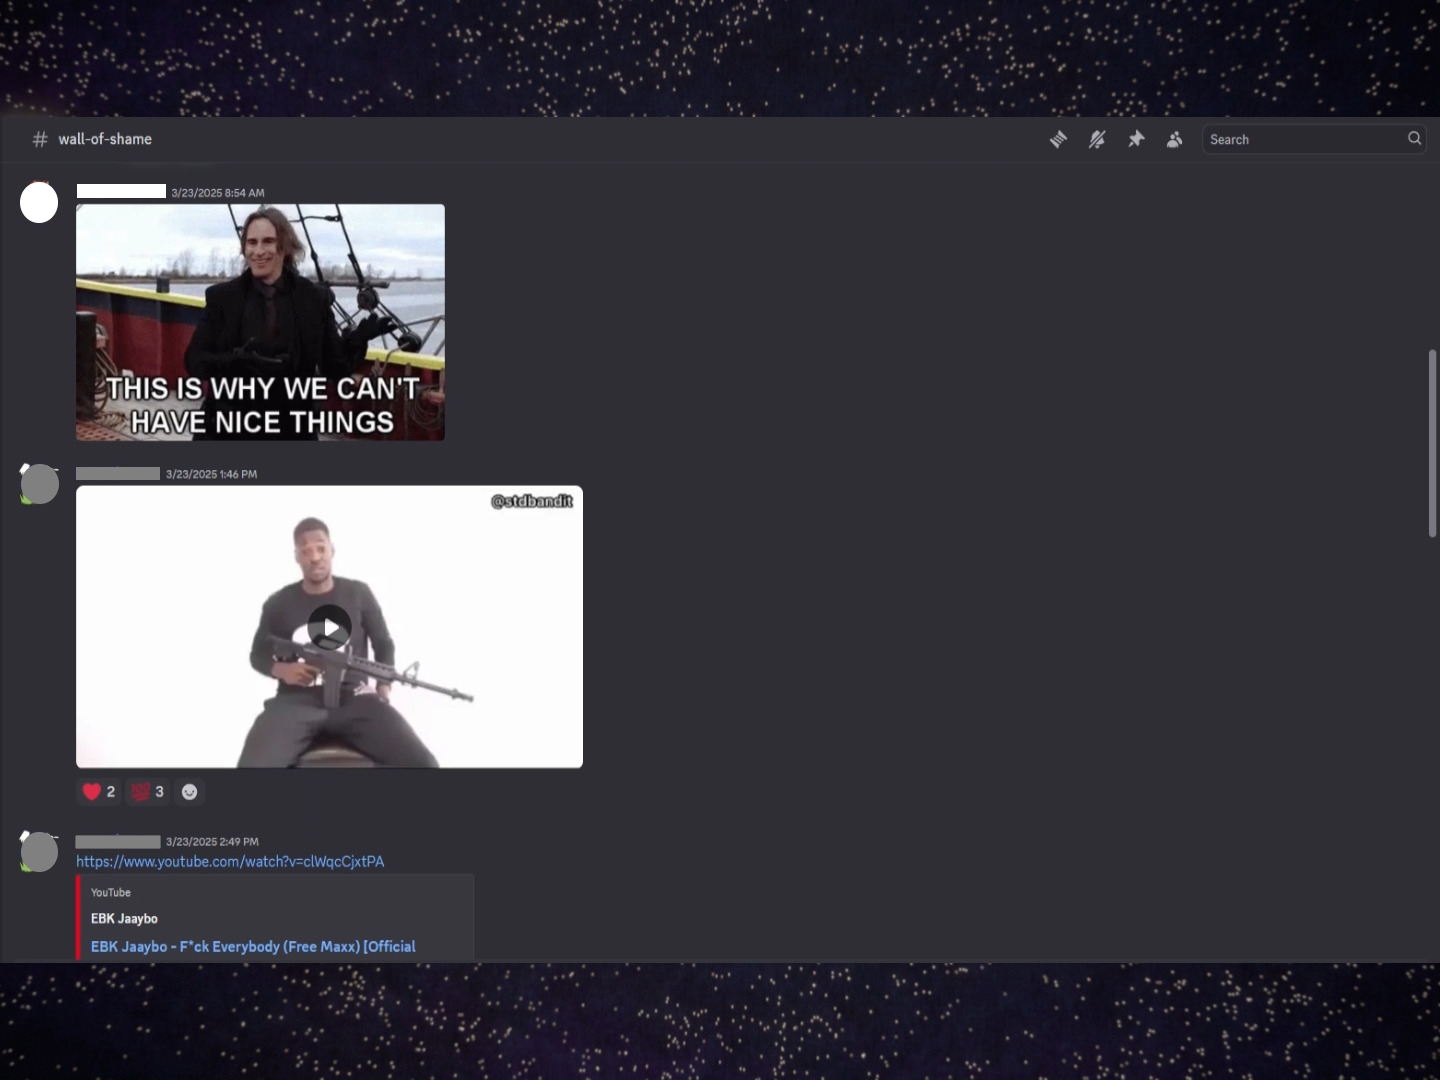 wall-of-shame
Search
3/23/2025 8:54 AM
THIS IS WHY WE CAN'T
HAVE NICE THINGS
3/23/2025 1:46 PM
@stdbandit
2
100 3
3/23/2025 2:49 PM
https://www.youtube.com/watch?v=clWqcCjxtPA
YouTube
EBK Jaaybo
EBK Jaaybo - F*ck Everybody (Free Maxx) [Official